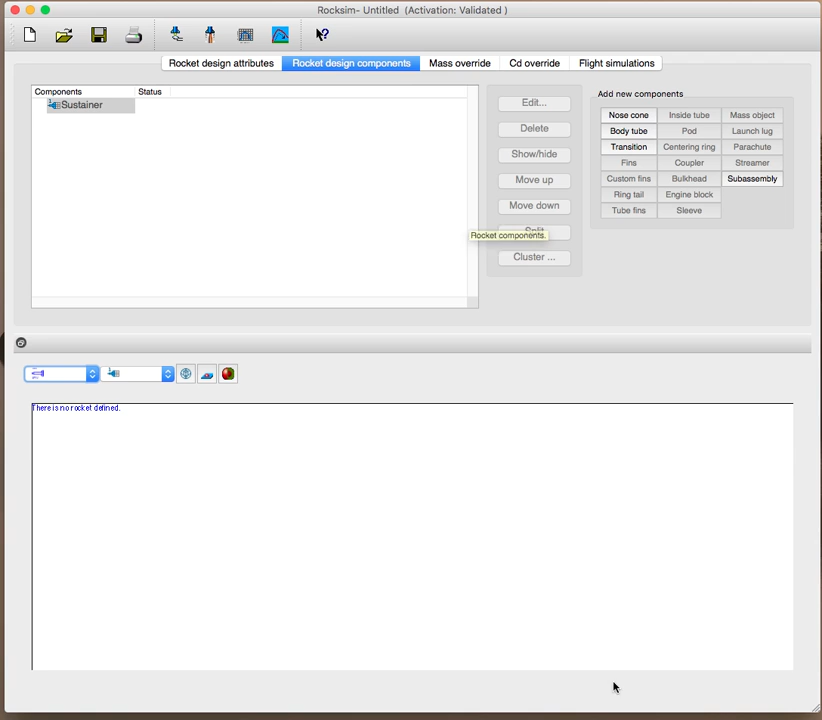 Rocksim- Untitled (Activation: Validated )
Rocket design attributes
Rocket design components
Mass override
Cd override
Flight simulations
Components
Status
Sustainer
Edit...
Delete
Show/hide
Move up
Move down
Rocket components.
Cluster ...
Add new components
Nose cone
Inside tube
Mass object
Body tube
Pod
Launch lug
Transition
Centering ring
Parachute
Fins
Coupler
Streamer
Custom fins
Bulkhead
Subassembly
Ring tail
Engine block
Tube fins
Sleeve
There is no rocket defined.